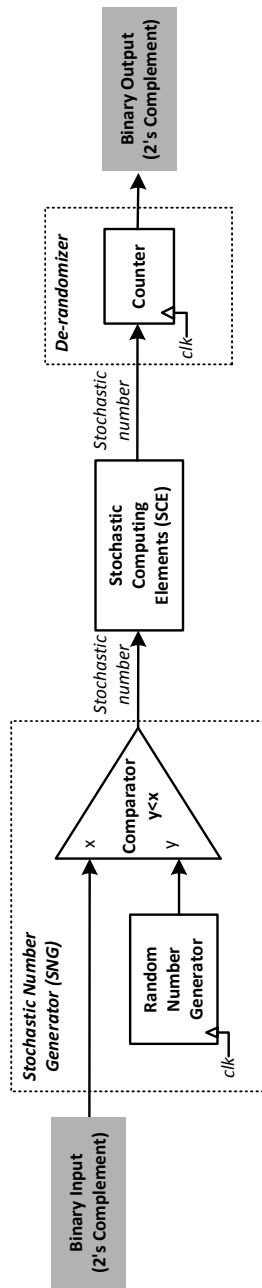 Binary Input
(2's Complement)
Stochastic Number
Generator (SNG)
Random
Number
Generator
clk
x
Comparator
y<x
y
Stochastic
number
Stochastic
Computing
Elements (SCE)
Stochastic
number
De-randomizer
Counter
clk
Binary Output
(2's Complement)